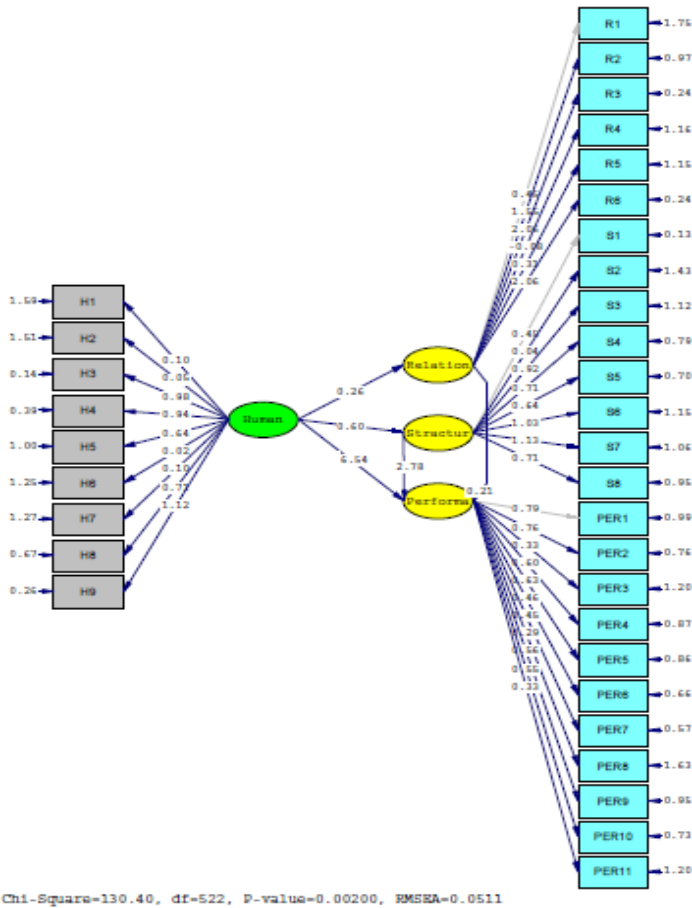 R1 1.75
R2 0.97
R3 0.24
R4 1.16
R5 1.15
R6 0.24
S1 0.13
S2 1.43
S3 1.12
S4 0.79
S5 0.70
S6 1.15
S7 1.06
S8 0.95
PER1 0.99
PER2 0.76
PER3 1.20
PER4 0.87
PER5 0.86
PER6 0.66
PER7 0.57
PER8 1.63
PER9 0.95
PER10 0.73
PER11 1.20
1.59 H1
1.51 H2
0.14 H3
0.39 H4
1.00 H5
1.25 H6
1.27 H7
0.67 H8
0.26 H9
0.10
0.05
0.98
0.94
0.64
0.02
0.10
1.12
Human
0.26
0.60
6.54
Relation
Structur
Performa
2.78
0.21
2.06
0.04
0.71
0.64
1.03
1.13
0.71
0.79
0.76
0.33
0.60
0.63
0.33
Chi-Square=130.40, df=522, P-value=0.00200, RMSEA=0.0511